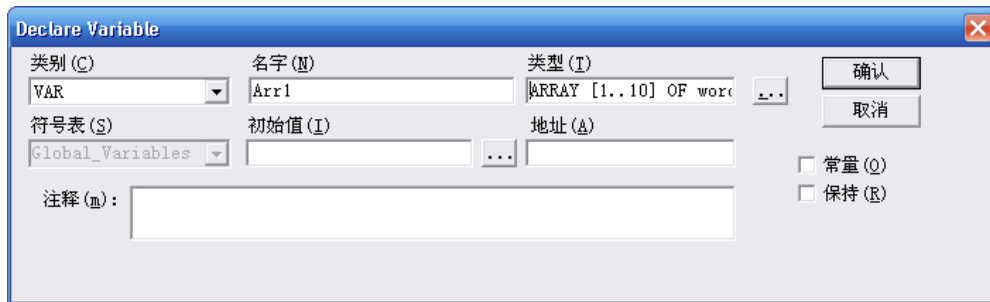 Declare Variable
类别(C) 名字(N) 类型(T) 确认
VAR Arr1 ARRAY [1..10] OF word ...
取消
符号表(S) 初始值(I) 地址(A)
Global_Variables ...
常量(O)
注释(m): 保持(R)